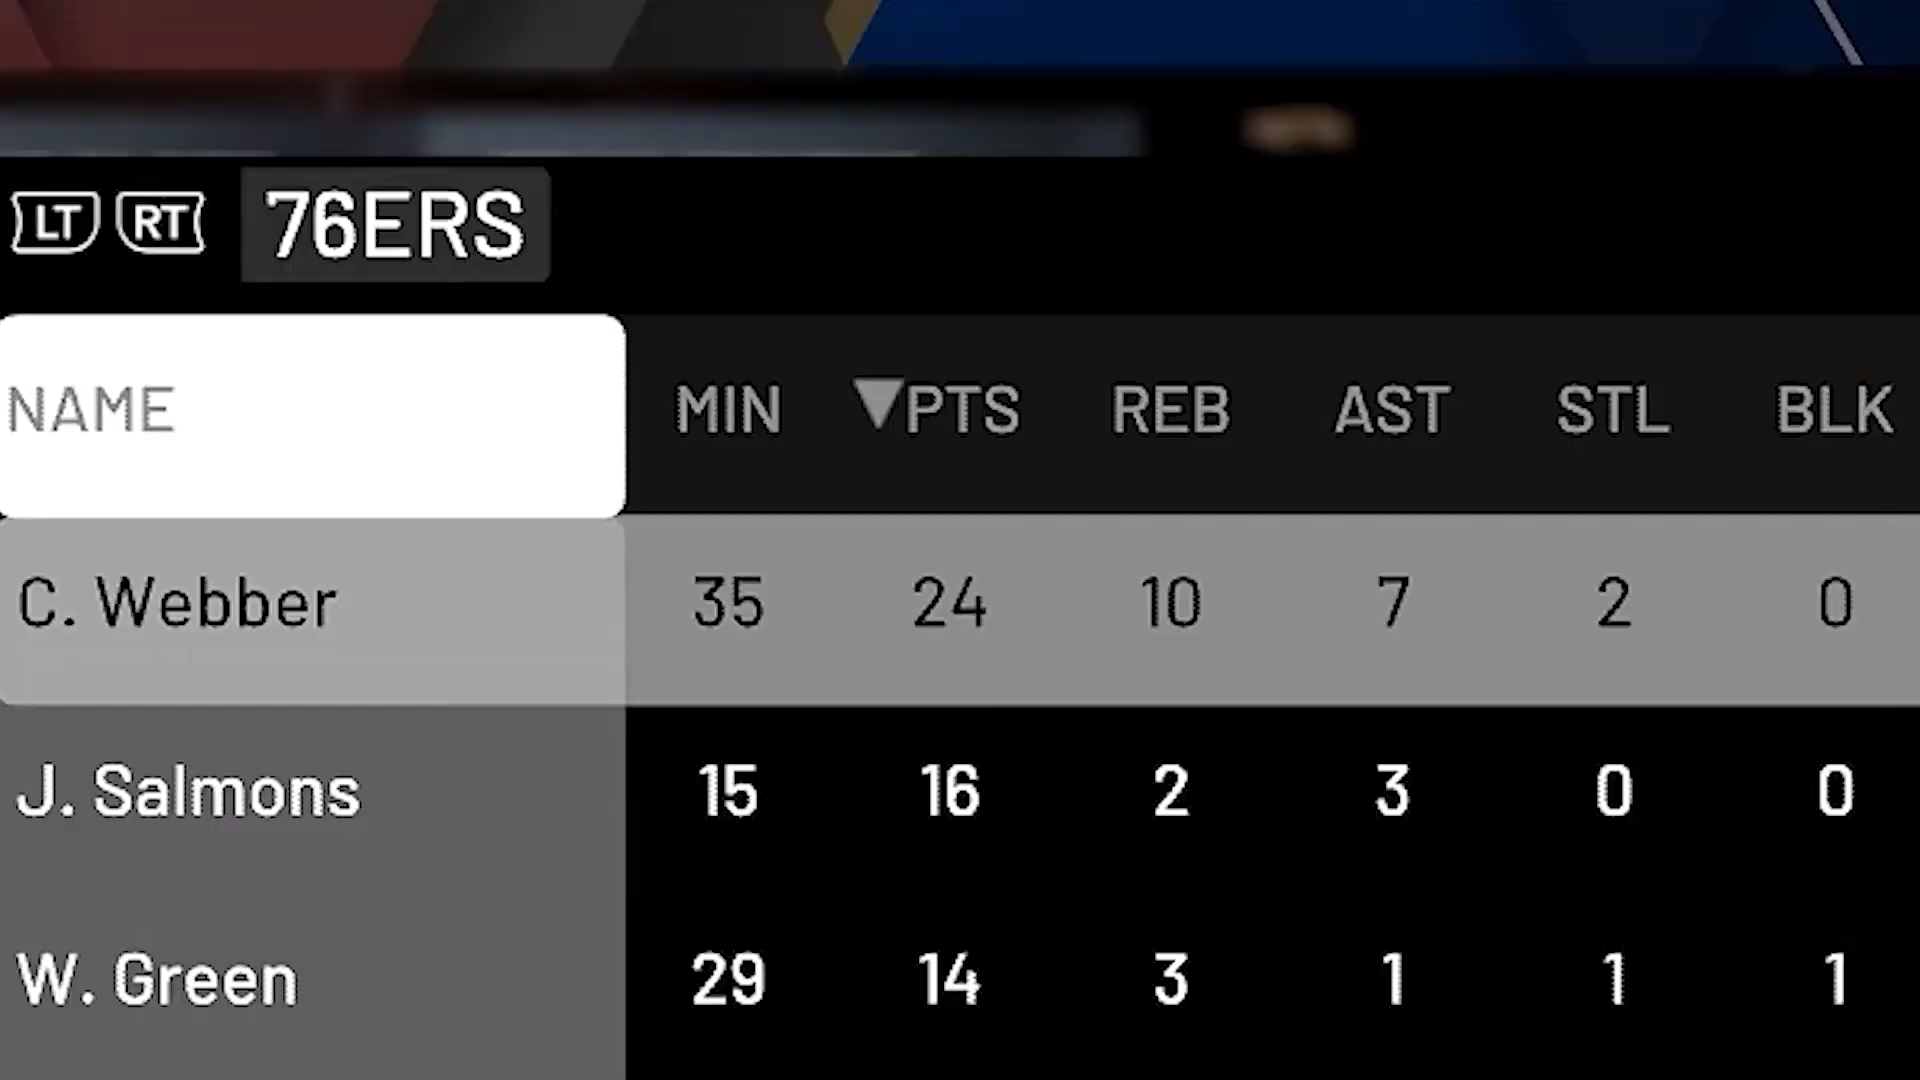 LT RT 76ERS
NAME MIN ▼PTS REB AST STL BLK
C. Webber 35 24 10 7 2 0
J. Salmons 15 16 2 3 0 0
W. Green 29 14 3 1 1 1